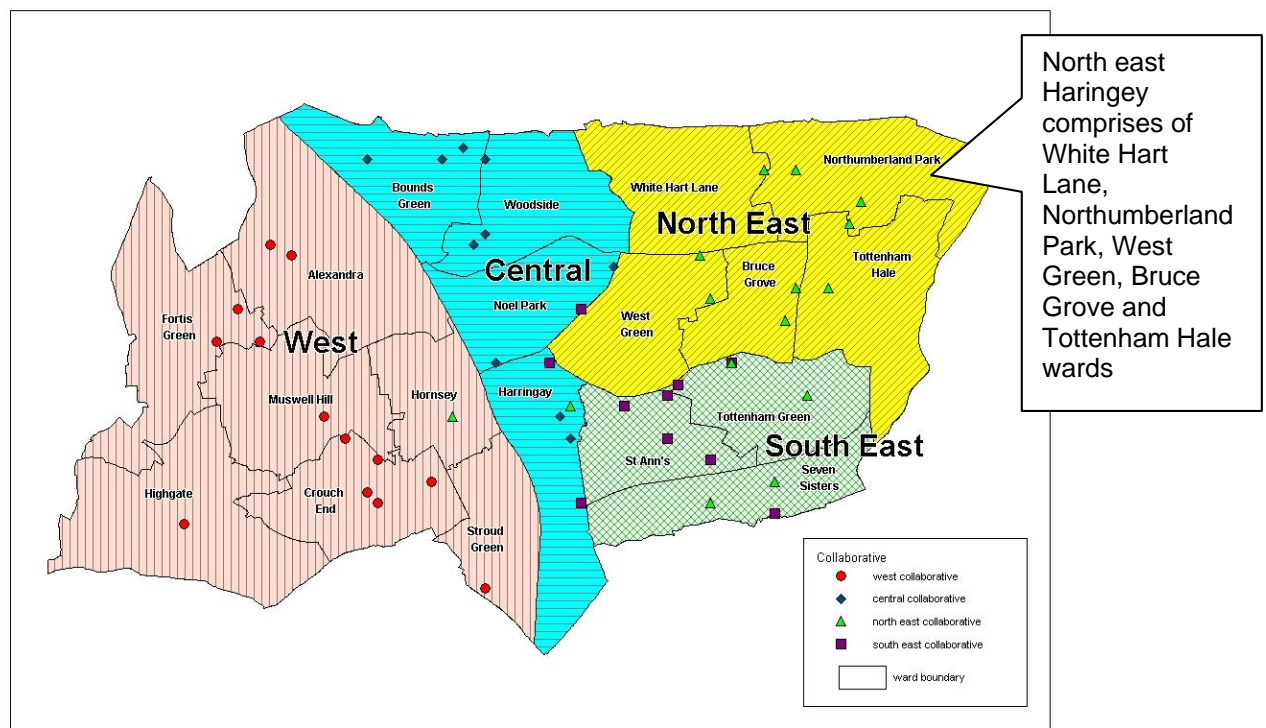 North east
Haringey
comprises of
White Hart
Lane,
Northumberland
Park, West
Green, Bruce
Grove and
Tottenham Hale
wards
Northumberland Park
White Hart Lane
Bounds
Green
Woodside
North East
Alexandra
Central
Bruce
Grove
Tottenham
Hale
Noel Park
Fortis
Green
West
Green
West
Muswell Hill
Hornsey
Harringay
Tottenham Green
South East
St Ann's
Seven
Sisters
Highgate
Crouch
End
Stroud
Green
Collaborative
west collaborative
central collaborative
north east collaborative
south east collaborative
ward boundary